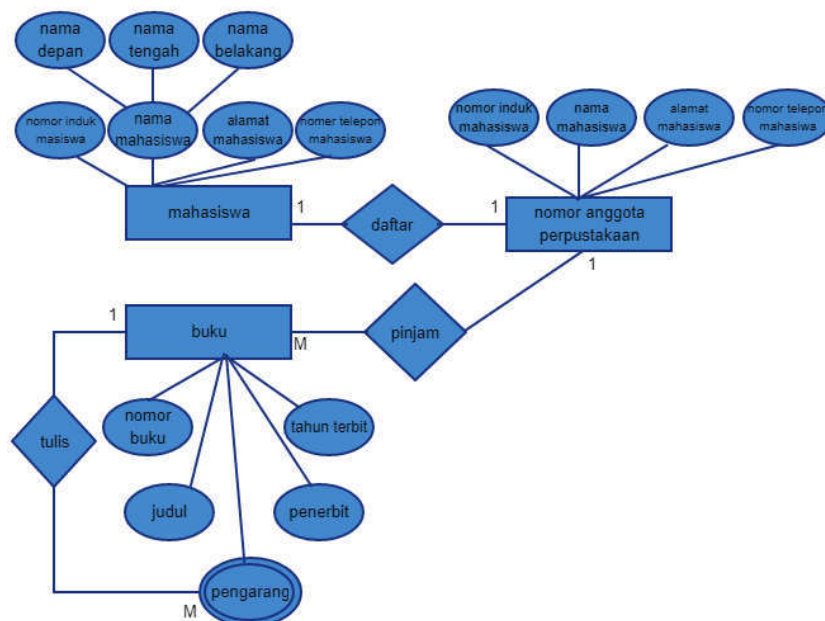 nama
depan
nama
tengah
nama
belakang
nomor induk
masiswa
nama
mahasiswa
alamat
mahasiswa
nomer telepon
mahasiswa
nomor induk
mahasiswa
nama
mahasiswa
alamat
mahasiswa
nomor telepon
mahasiwa
mahasiswa
1
daftar
1
nomor anggota
perpustakaan
1
1
buku
M
pinjam
tulis
nomor
buku
tahun terbit
judul
penerbit
pengarang
M